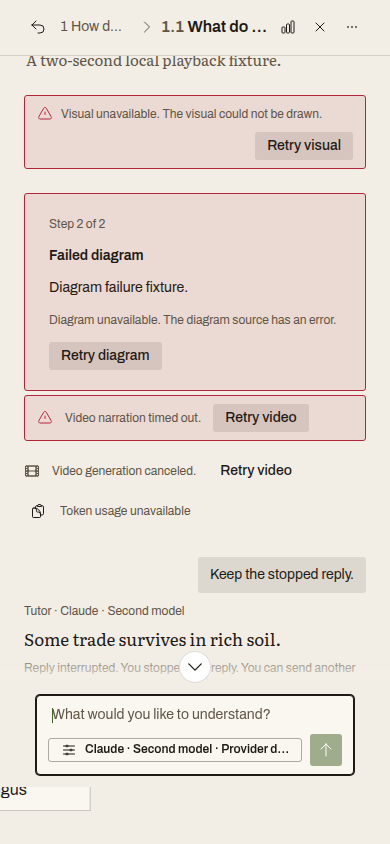 1 How d...
1.1 What do ...
A two-second local playback fixture.
Visual unavailable. The visual could not be drawn.
Retry visual
Step 2 of 2
Failed diagram
Diagram failure fixture.
Diagram unavailable. The diagram source has an error.
Retry diagram
Video narration timed out.
Retry video
Video generation canceled.
Retry video
Token usage unavailable
Keep the stopped reply.
Tutor · Claude · Second model
Some trade survives in rich soil.
Reply interrupted. You stoppe reply. You can send another
What would you like to understand?
Claude · Second model · Provider d...
gus